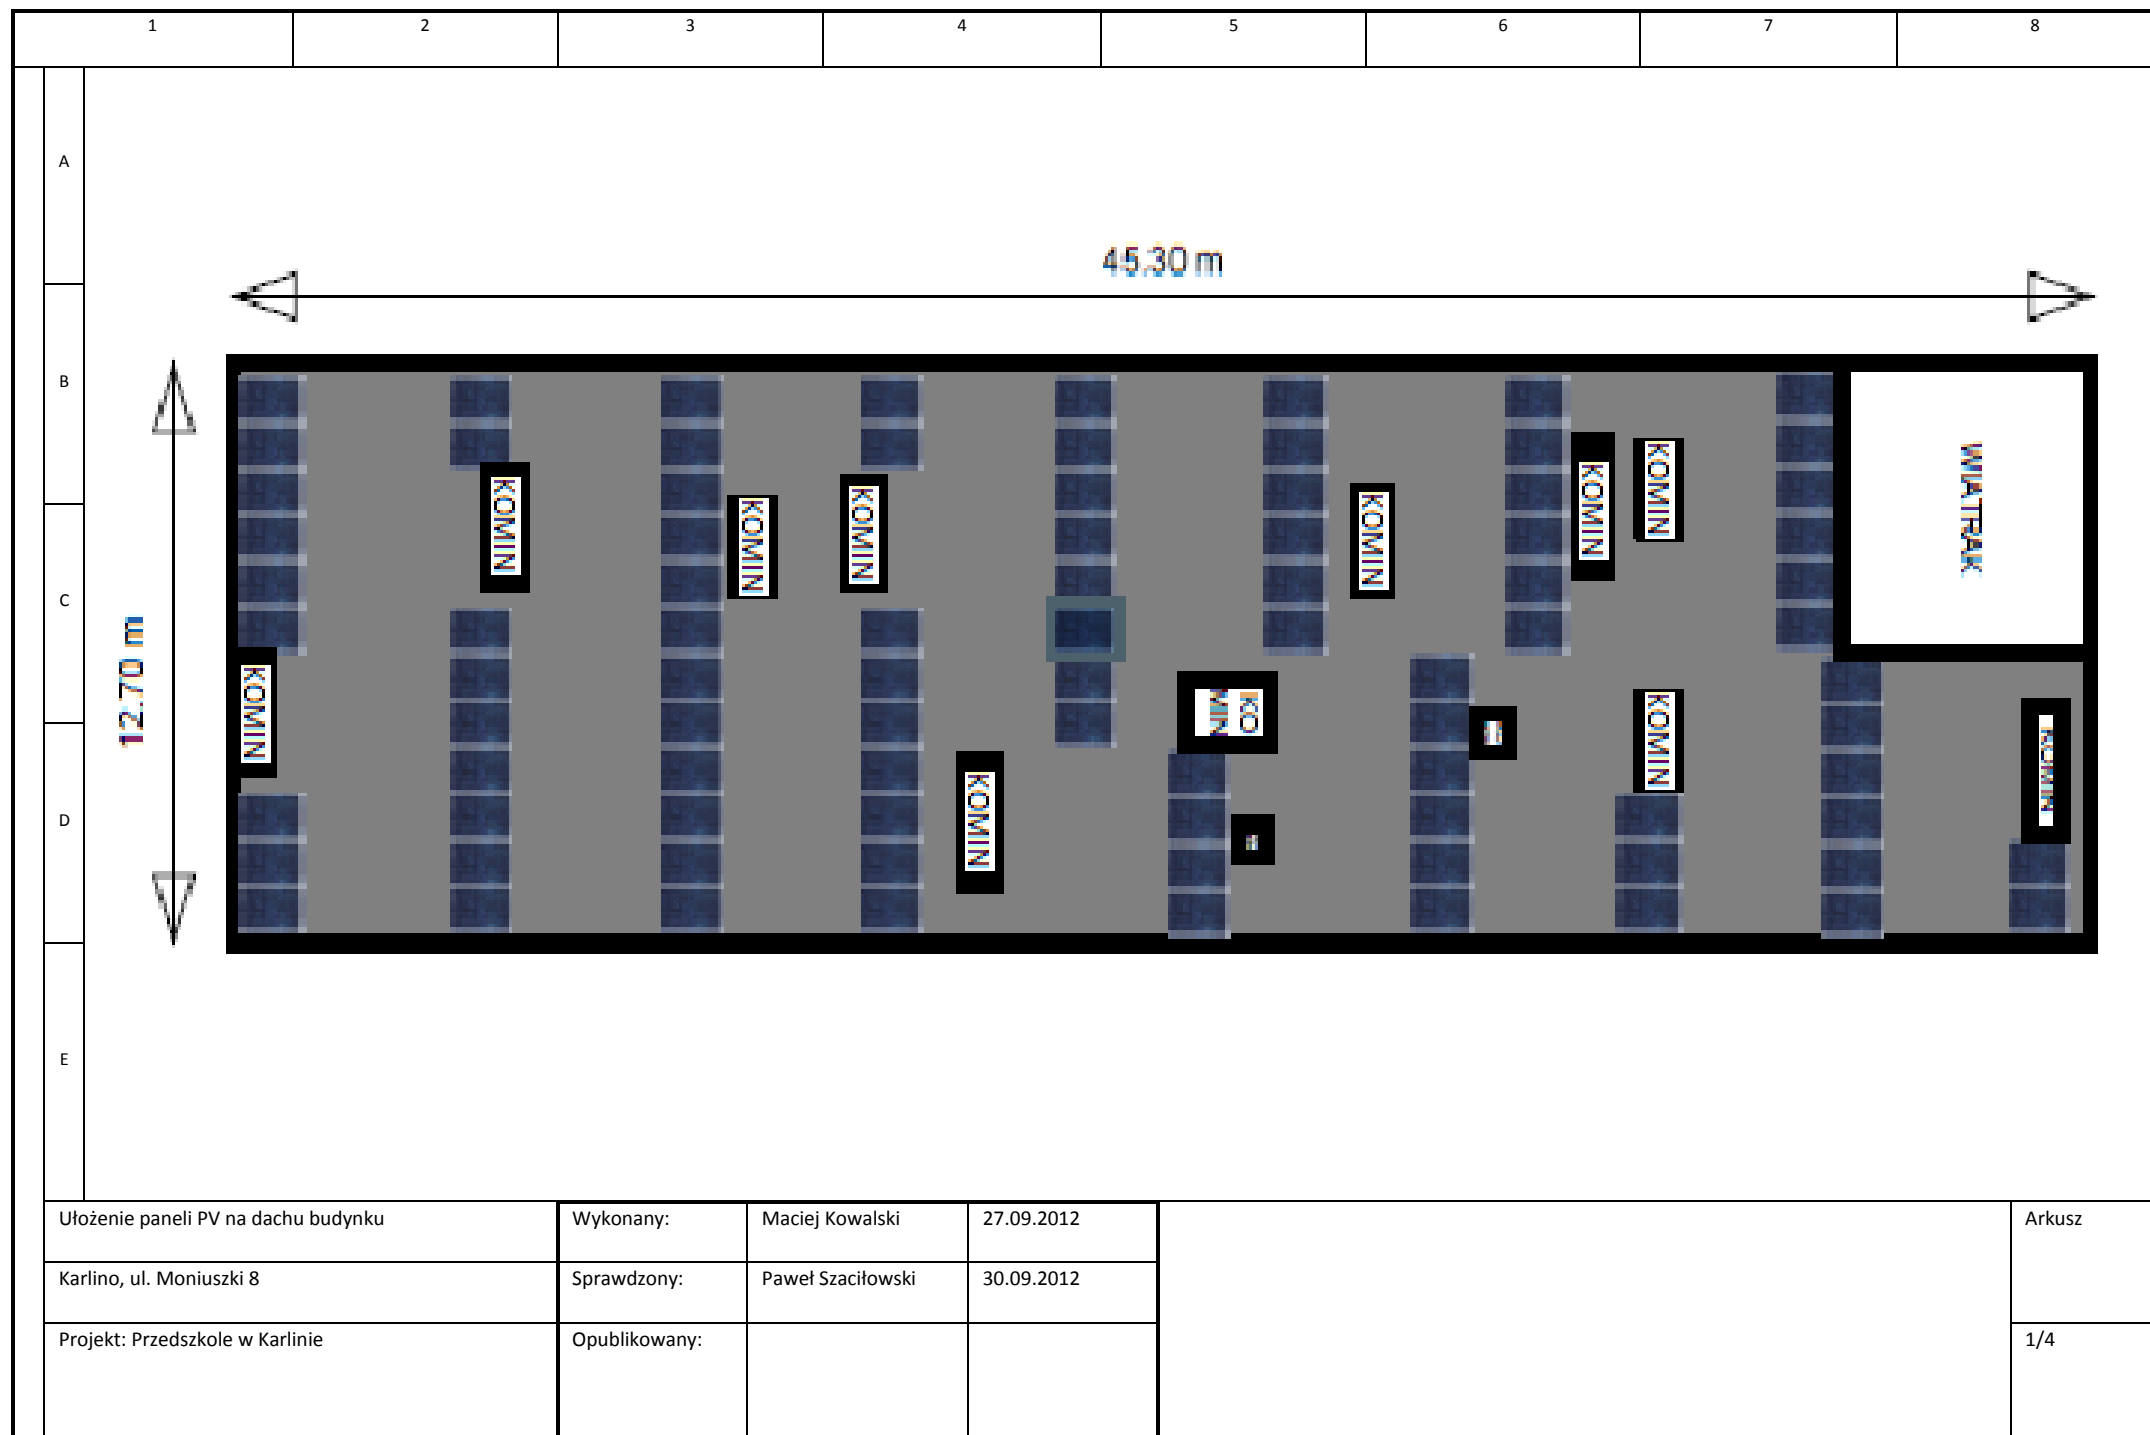 1 2 3 4 5 6 7 8
A
45.30 m
B
KOMIN
KOMIN
WIATRAK
KOMIN
KOMIN
KOMIN
KOMIN
C
12.70 m
KOMIN
KO
MIN
KOMIN
KOMIN
D
KOMIN
E
Ułożenie paneli PV na dachu budynku Wykonany: Maciej Kowalski 27.09.2012 Arkusz
Karlino, ul. Moniuszki 8 Sprawdzony: Paweł Szaciłowski 30.09.2012
Projekt: Przedszkole w Karlinie Opublikowany: 1/4